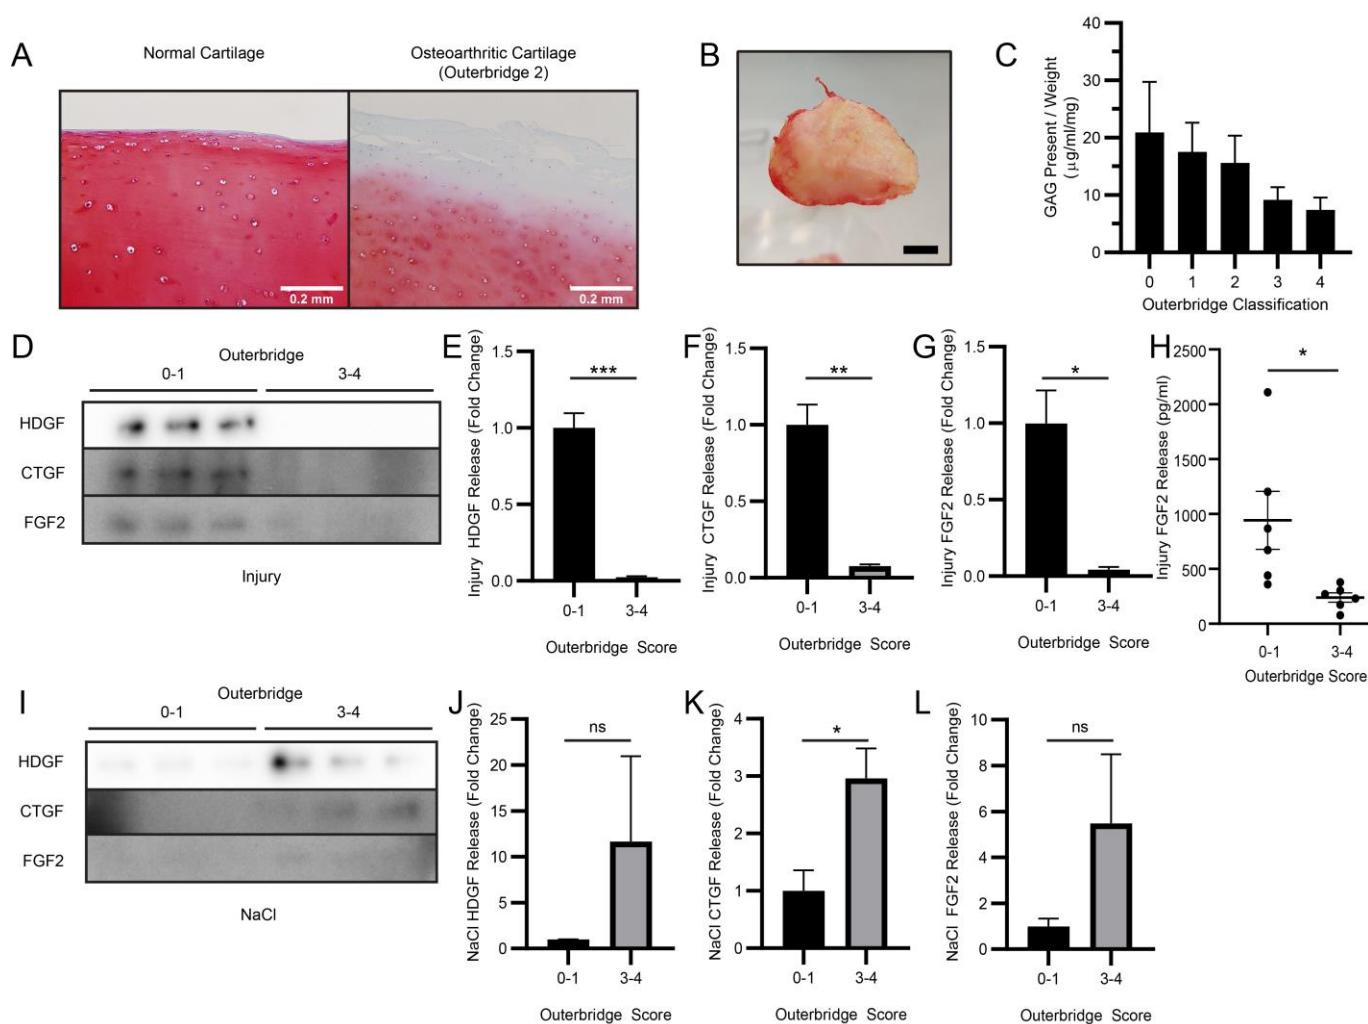 A
Normal Cartilage
Osteoarthritic Cartilage
(Outerbridge 2)
0.2 mm
0.2 mm
B
C
GAG Present / Weight
(µg/ml/mg)
40
30
20
10
0
0 1 2 3 4
Outerbridge Classification
D
Outerbridge
0-1 3-4
HDGF
CTGF
FGF2
Injury
E
Injury HDGF Release (Fold Change)
1.5
1.0
0.5
0.0
***
0-1 3-4
Outerbridge Score
F
Injury CTGF Release (Fold Change)
1.5
1.0
0.5
0.0
**
0-1 3-4
Outerbridge Score
G
Injury FGF2 Release (Fold Change)
1.5
1.0
0.5
0.0
*
0-1 3-4
Outerbridge Score
H
Injury FGF2 Release (pg/ml)
2500
2000
1500
1000
500
0
*
0-1 3-4
Outerbridge Score
I
Outerbridge
0-1 3-4
HDGF
CTGF
FGF2
NaCl
J
NaCl HDGF Release (Fold Change)
25
20
15
10
5
0
ns
0-1 3-4
Outerbridge Score
K
NaCl CTGF Release (Fold Change)
4
3
2
1
0
*
0-1 3-4
Outerbridge Score
L
NaCl FGF2 Release (Fold Change)
10
8
6
4
2
0
ns
0-1 3-4
Outerbridge Score